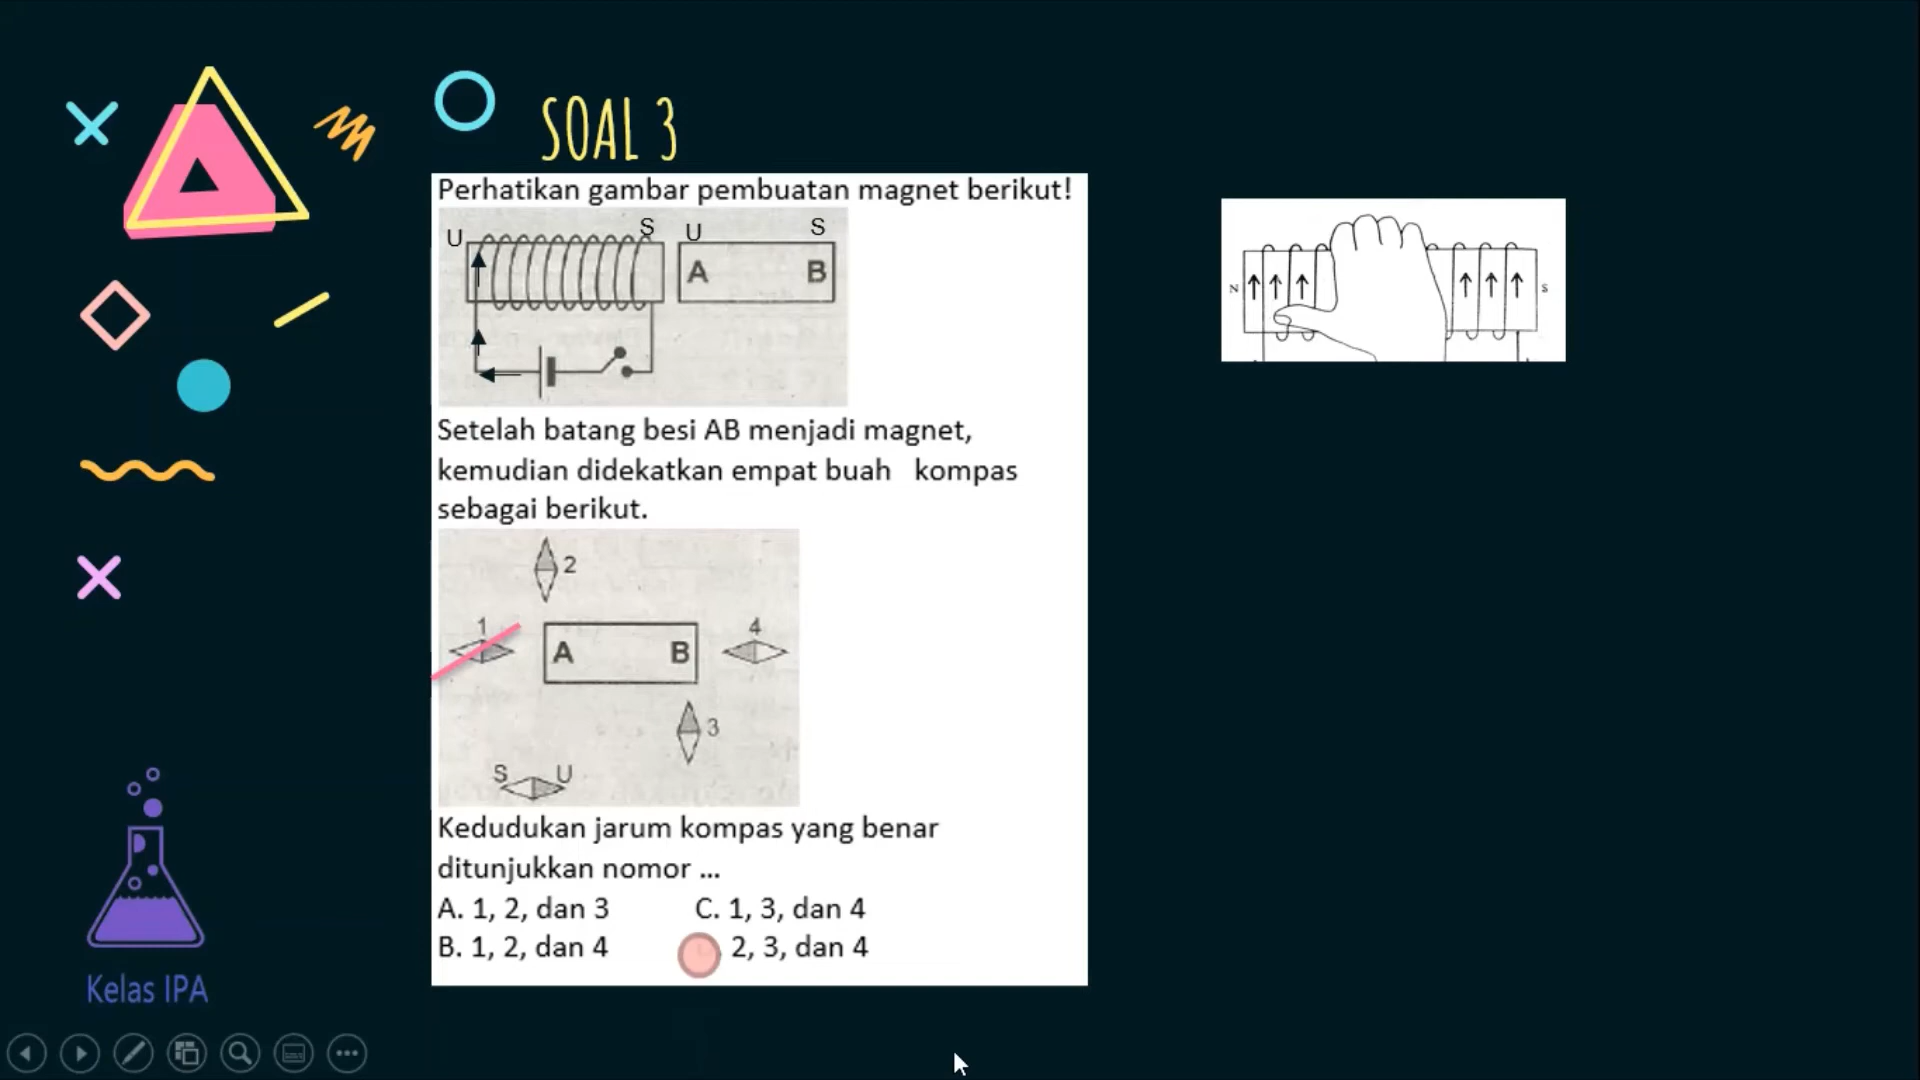 SOAL 3
Perhatikan gambar pembuatan magnet berikut!
U S U S
A B
N S
Setelah batang besi AB menjadi magnet,
kemudian didekatkan empat buah kompas
sebagai berikut.
2
1 4
A B
3
S U
Kedudukan jarum kompas yang benar
ditunjukkan nomor ...
A. 1, 2, dan 3 C. 1, 3, dan 4
B. 1, 2, dan 4 2, 3, dan 4
Kelas IPA